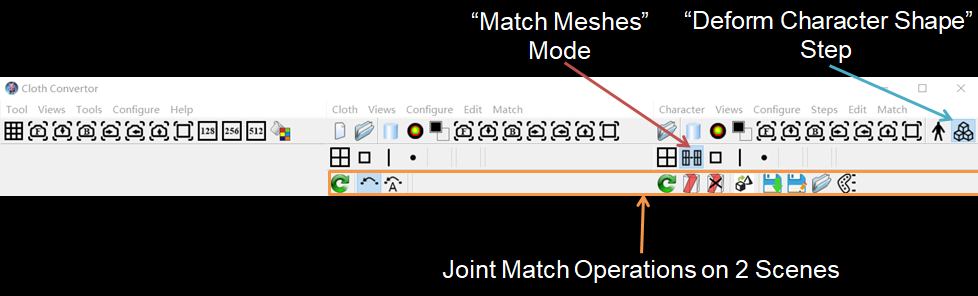 “Match Meshes”
Mode
“Deform Character Shape”
Step
Cloth Convertor
Tool Views Tools Configure Help
Cloth Views Configure Edit Match
Character Views Configure Steps Edit Match
F B 128 256 512
F B
F B
A
Joint Match Operations on 2 Scenes